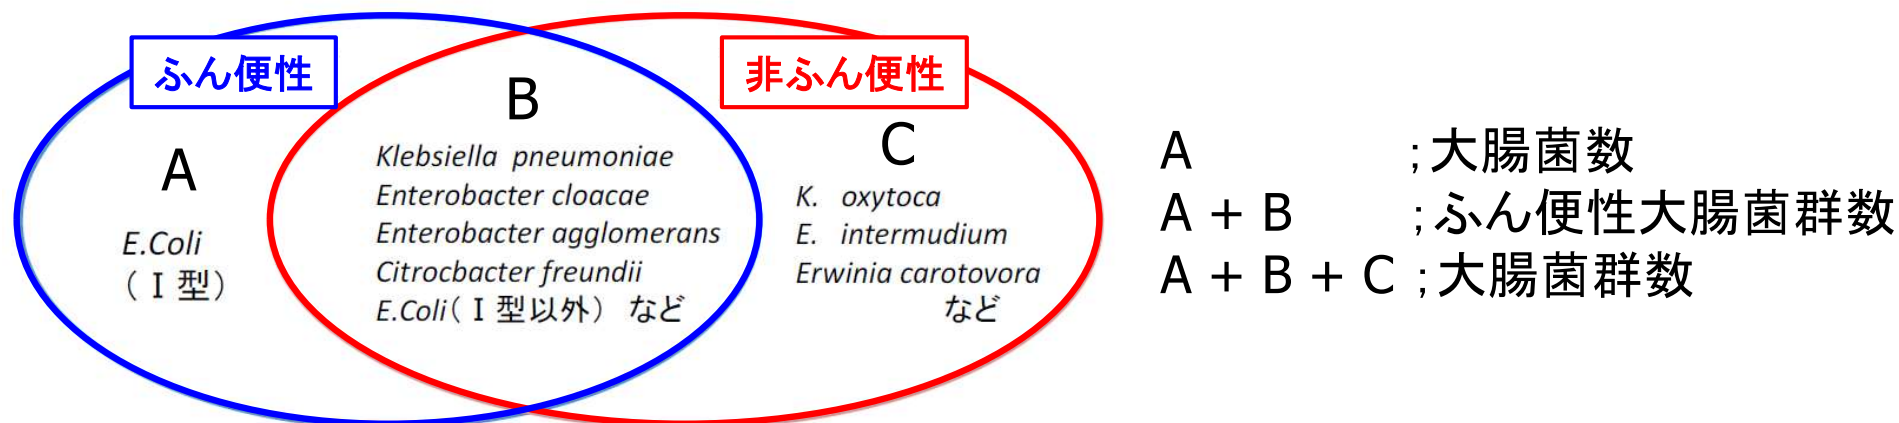 ふん便性
非ふん便性
A
E.Coli
（Ⅰ型）
B
Klebsiella pneumoniae
Enterobacter cloacae
Enterobacter agglomerans
Citrocbacter freundii
E.Coli（Ⅰ型以外） など
C
K. oxytoca
E. intermudium
Erwinia carotovora
など
A ；大腸菌数
A + B ；ふん便性大腸菌群数
A + B + C ；大腸菌群数